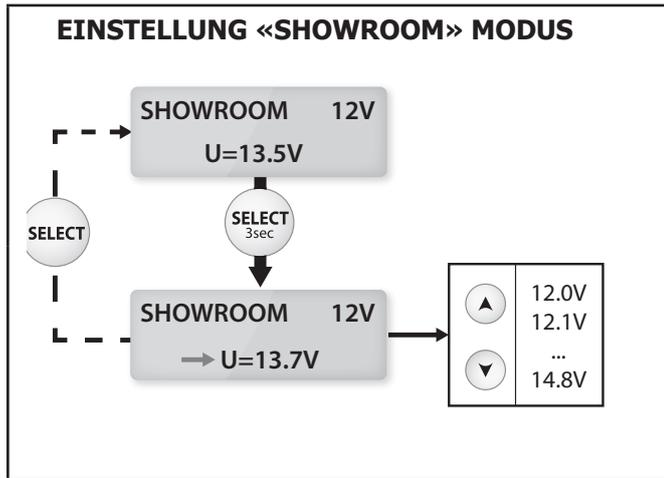 EINSTELLUNG «SHOWROOM» MODUS
SHOWROOM 12V
U=13.5V
SELECT
SELECT
3sec
SHOWROOM 12V
U=13.7V
12.0V
12.1V
...
14.8V